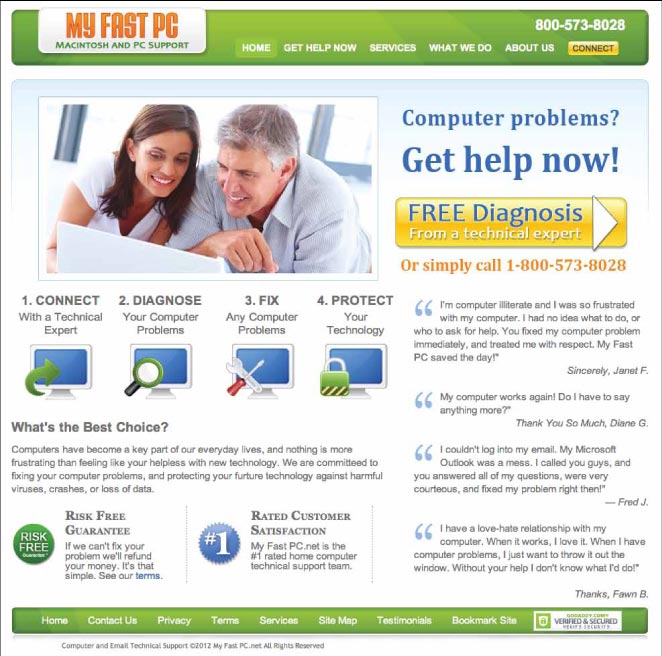 MY FAST PC
MACINTOSH AND PC SUPPORT
800-573-8028
HOME GET HELP NOW SERVICES WHAT WE DO ABOUT US CONNECT
Computer problems?
Get help now!
FREE Diagnosis
From a technical expert
Or simply call 1-800-573-8028
1. CONNECT
With a Technical
Expert
2. DIAGNOSE
Your Computer
Problems
3. FIX
Any Computer
Problems
4. PROTECT
Your
Technology
“ I'm computer illiterate and I was so frustrated
with my computer. I had no idea what to do, or
who to ask for help. You fixed my computer problem
immediately, and treated me with respect. My Fast
PC saved the day!"
Sincerely, Janet F.
“ My computer works again! Do I have to say
anything more?"
Thank You So Much, Diane G.
“ I couldn't log into my email. My Microsoft
Outlook was a mess. I called you guys, and
you answered all of my questions, were very
courteous, and fixed my problem right then!"
— Fred J.
“ I have a love-hate relationship with my
computer. When it works, I love it. When I have
computer problems, I just want to throw it out the
window. Without your help I don't know what I'd do!"
Thanks, Fawn B.
What's the Best Choice?
Computers have become a key part of our everyday lives, and nothing is more
frustrating than feeling like your helpless with new technology. We are committeed to
fixing your computer problems, and protecting your furture technology against harmful
viruses, crashes, or loss of data.
RISK
FREE
Guarantee
RISK FREE
GUARANTEE
If we can't fix your
problem we'll refund
your money. It's that
simple. See our terms.
#1
RATED CUSTOMER
SATISFACTION
My Fast PC.net is the
#1 rated home computer
technical support team.
Home Contact Us Privacy Terms Services Site Map Testimonials Bookmark Site
GODADDY.COM
VERIFIED & SECURED
VERIFY SECURITY
Computer and Email Technical Support ©2012 My Fast PC.net All Rights Reserved